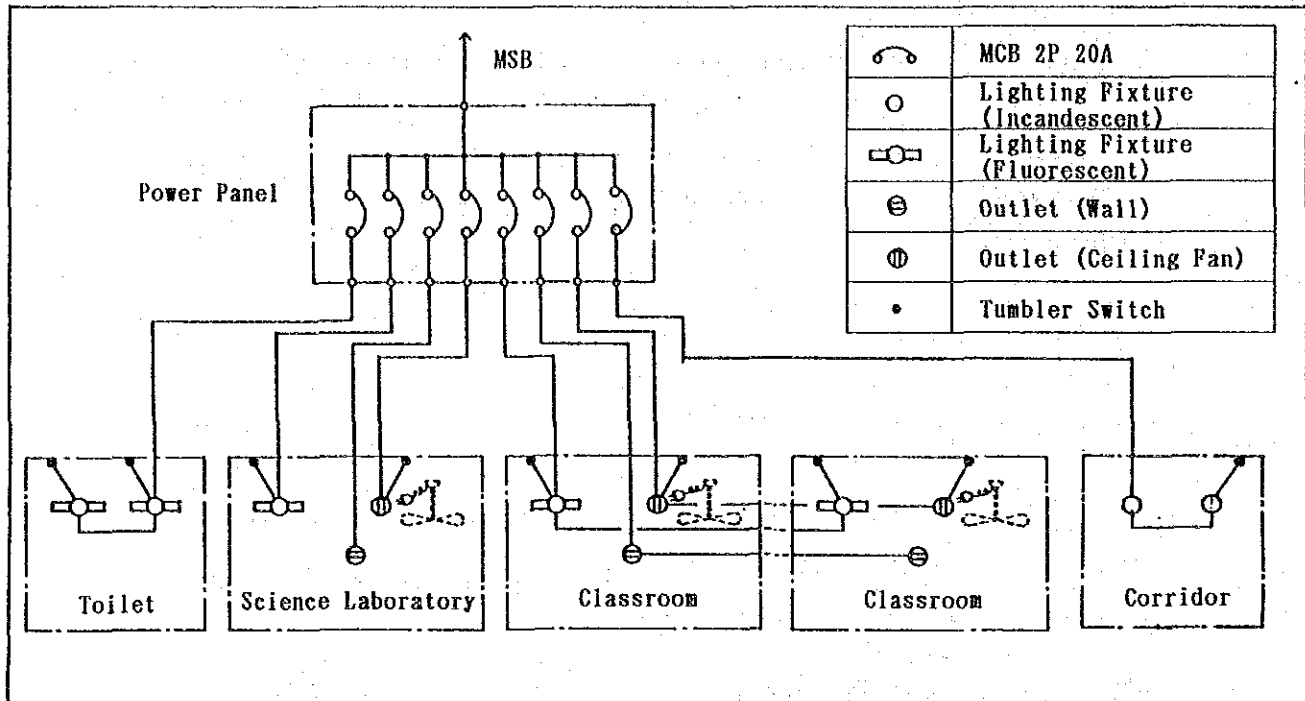 MSB
Power Panel
MCB 2P 20A
Lighting Fixture
(Incandescent)
Lighting Fixture
(Fluorescent)
Outlet (Wall)
Outlet (Ceiling Fan)
Tumbler Switch
Toilet
Science Laboratory
Classroom
Classroom
Corridor